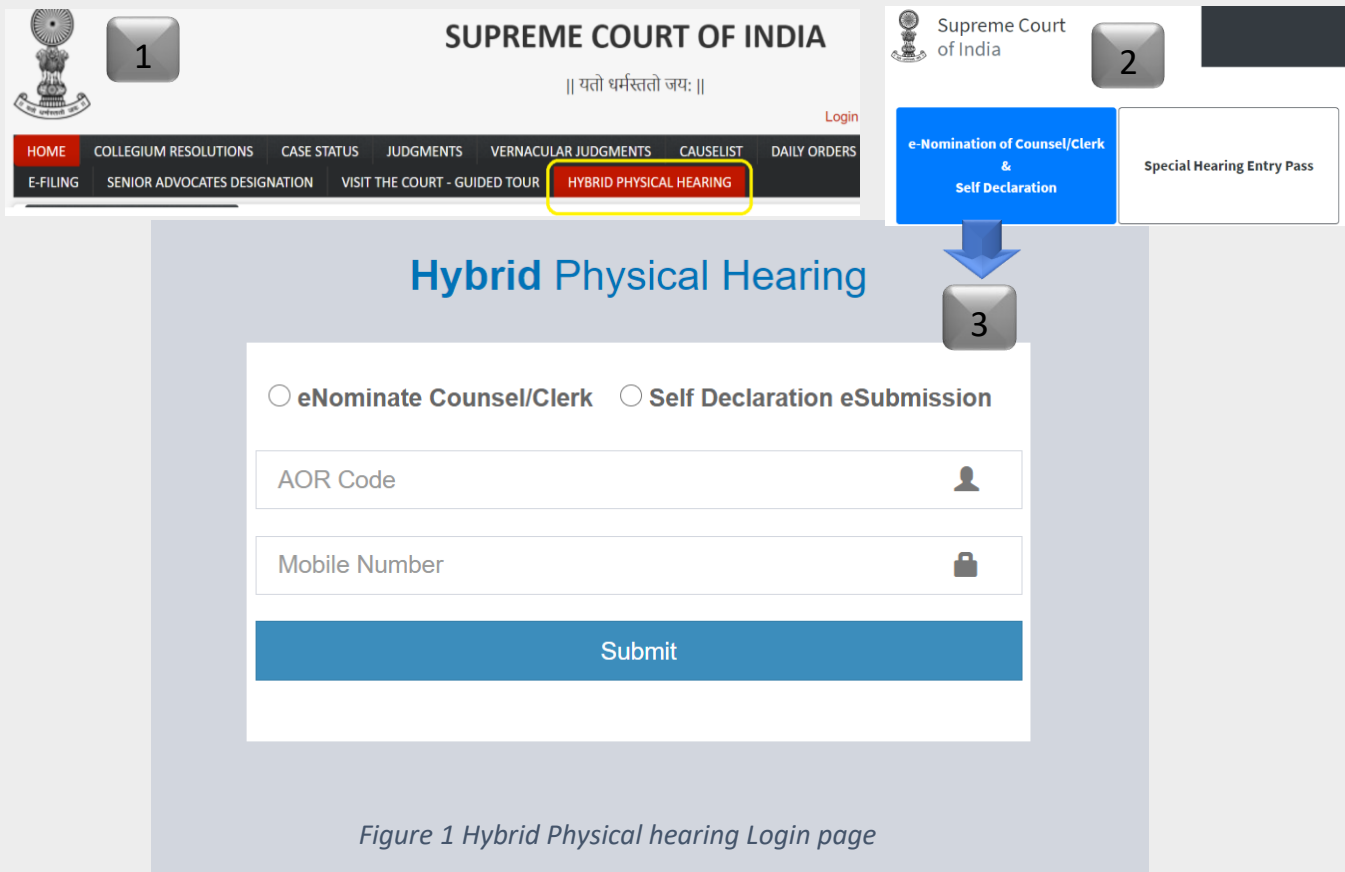 1
SUPREME COURT OF INDIA
|| यतो धर्मस्ततो जय: ||
Login
HOME COLLEGIUM RESOLUTIONS CASE STATUS JUDGMENTS VERNACULAR JUDGMENTS CAUSELIST DAILY ORDERS
E-FILING SENIOR ADVOCATES DESIGNATION VISIT THE COURT - GUIDED TOUR HYBRID PHYSICAL HEARING
Supreme Court
of India
2
e-Nomination of Counsel/Clerk
&
Self Declaration
Special Hearing Entry Pass
Hybrid Physical Hearing
3
eNominate Counsel/Clerk Self Declaration eSubmission
AOR Code
Mobile Number
Submit
Figure 1 Hybrid Physical hearing Login page